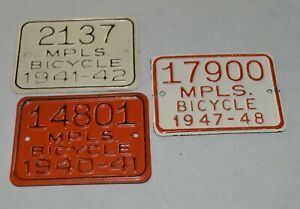 2137
MPLS
BICYCLE
1941-42
14801
MPLS.
BICYCLE
1940-41
17900
MPLS.
BICYCLE
1947-48